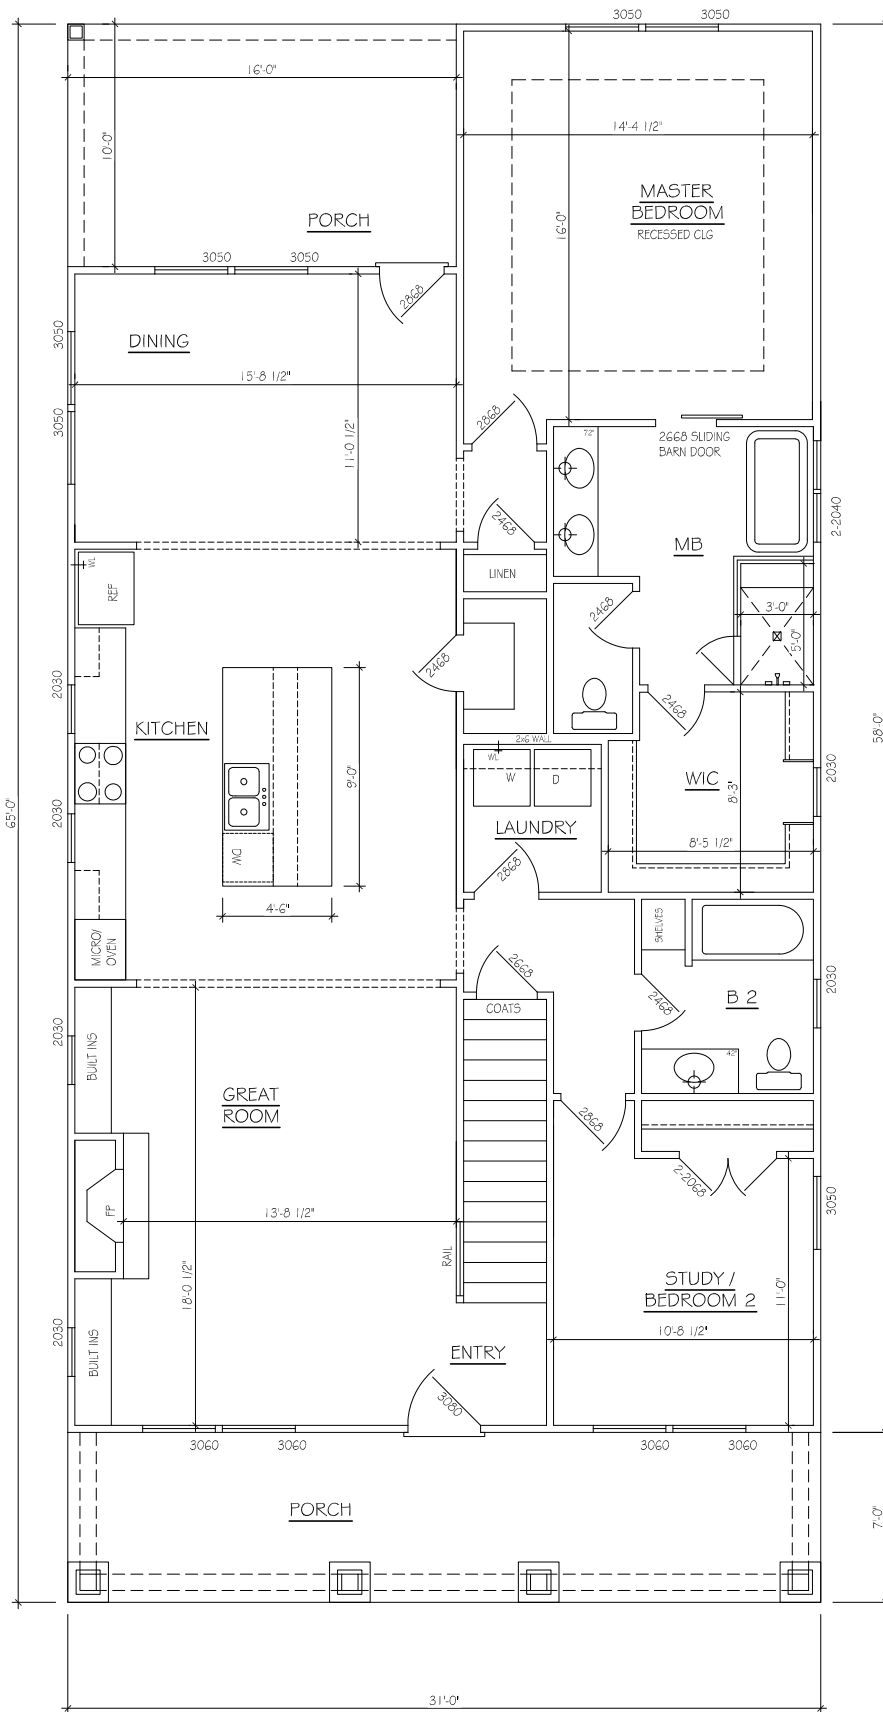 3050
3050
16'-0"
14'-4 1/2"
10'-0"
MASTER
BEDROOM
RECESSED CLG
16'-0"
PORCH
3050
3050
2868
DINING
3050
3050
15'-8 1/2"
11'-0 1/2"
2868
72"
2668 SLIDING
BARN DOOR
2-2040
2468
MB
WL
REF
LINEN
2468
3'-0"
5'-0"
2468
2030
KITCHEN
2468
2x6 WALL
58'-0"
WL
W
D
WIC
8'-3"
2030
9'-0"
65'-0"
2030
LAUNDRY
8'-5 1/2"
DW
2868
4'-6"
MICRO/
OVEN
SHELVES
2668
2468
B 2
2030
COATS
2030
BUILT INS
42"
GREAT
ROOM
2868
2-2068
3050
FP
13'-8 1/2"
RAIL
18'-0 1/2"
STUDY /
BEDROOM 2
11'-0"
10'-8 1/2"
2030
BUILT INS
ENTRY
3080
3060
3060
3060
3060
PORCH
7'-0"
31'-0"